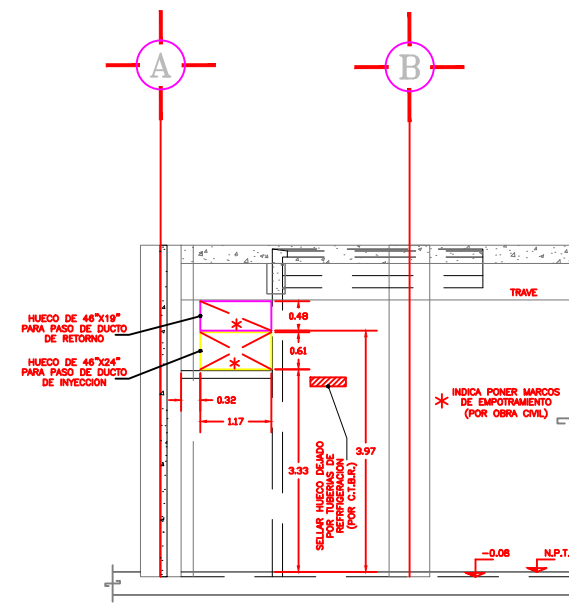 A
B
TRAVE
HUECO DE 46"X19"
PARA PASO DE DUCTO
DE RETORNO
0.48
HUECO DE 46"X24"
PARA PASO DE DUCTO
DE INYECCION
0.61
0.32
1.17
INDICA PONER MARCOS
DE EMPOTRAMIENTO
(POR OBRA CIVIL)
3.33
3.97
SELLAR HUECO DEJADO
POR TUBERIAS DE
REFRFIGERACION
(POR C.T.B.R.)
-0.08
N.P.T.